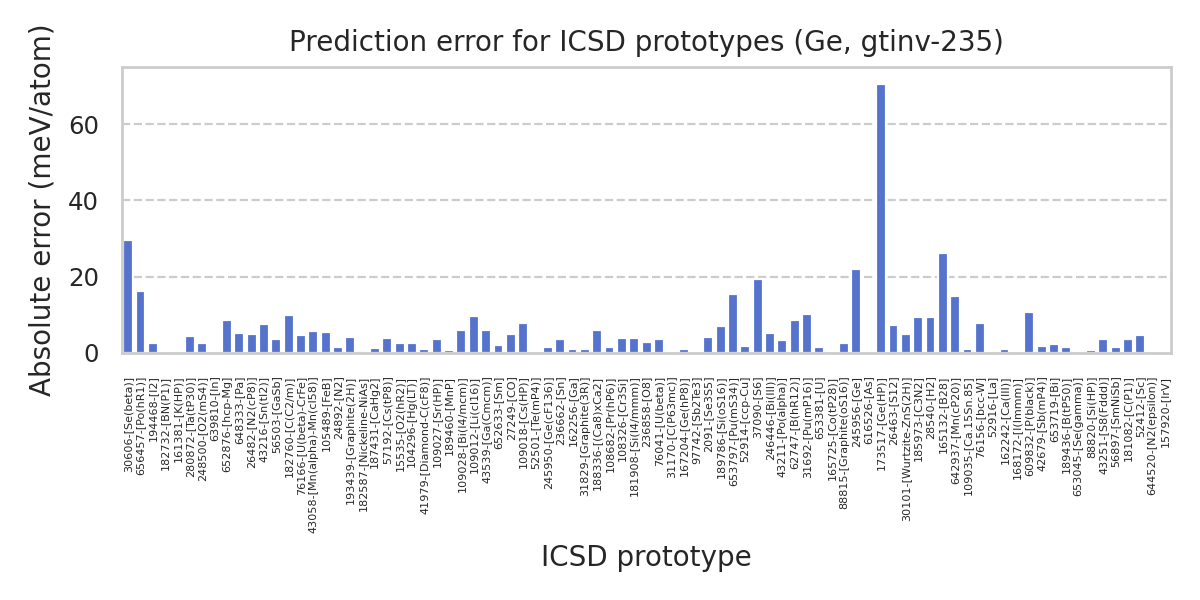 Prediction error for ICSD prototypes (Ge, gtinv-235)
Absolute error (meV/atom)
60
40
20
0
30606-[Se(beta)]
656457-[Po(hR1)]
194468-[I2]
182732-[BN(P1)]
161381-[K(HP)]
280872-[Ta(tP30)]
248500-[O2(mS4)]
639810-[In]
652876-[hcp-Mg]
648333-[Pa]
26482-[N2(cP8)]
43216-[Sn(tI2)]
56503-[GaSb]
182760-[C(C2/m)]
76166-[U(beta)-CrFe]
43058-[Mn(alpha)-Mn(cI58)]
105489-[FeB]
24892-[N2]
193439-[Graphite(2H)]
182587-[Nickeline-NiAs]
187431-[CaHg2]
57192-[Cs(tP8)]
15535-[O2(hR2)]
104296-[Hg(LT)]
41979-[Diamond-C(cF8)]
109027-[Sr(HP)]
189460-[MnP]
109028-[Bi(I4/mcm)]
109012-[Li(cI16)]
43539-[Ga(Cmcm)]
652633-[Sm]
27249-[CO]
109018-[Cs(HP)]
52501-[Te(mP4)]
245950-[Ge(cF136)]
236662-[Sn]
162256-[Ga]
31829-[Graphite(3R)]
188336-[(Ca8)xCa2]
108682-[Pr(hP6)]
108326-[Cr3Si]
181908-[Si(I4/mmm)]
236858-[O8]
76041-[U(beta)]
31170-[C(P63mc)]
167204-[Ge(hP8)]
97742-[Sb2Te3]
2091-[Se3S5]
189786-[Si(oS16)]
653797-[Pu(mS34)]
52914-[ccp-Cu]
37090-[S6]
246446-[Bi(III)]
43211-[Po(alpha)]
62747-[B(hR12)]
31692-[Pu(mP16)]
653381-[U]
165725-[Co(tP28)]
88815-[Graphite(oS16)]
245956-[Ge]
616526-[As]
173517-[Ge(HP)]
26463-[S12]
30101-[Wurtzite-ZnS(2H)]
185973-[C3N2]
28540-[H2]
165132-[B28]
642937-[Mn(cP20)]
109035-[Ca.15Sn.85]
76156-[bcc-W]
52916-[La]
162242-[Ca(III)]
168172-[I(Immm)]
609832-[P(black)]
42679-[Sb(mP4)]
653719-[Bi]
189436-[B(tP50)]
653045-[Se(gamma)]
88820-[Si(HP)]
43251-[S8(Fddd)]
56897-[SmNiSb]
181082-[C(P1)]
52412-[Sc]
644520-[N2(epsilon)]
157920-[IrV]
ICSD prototype